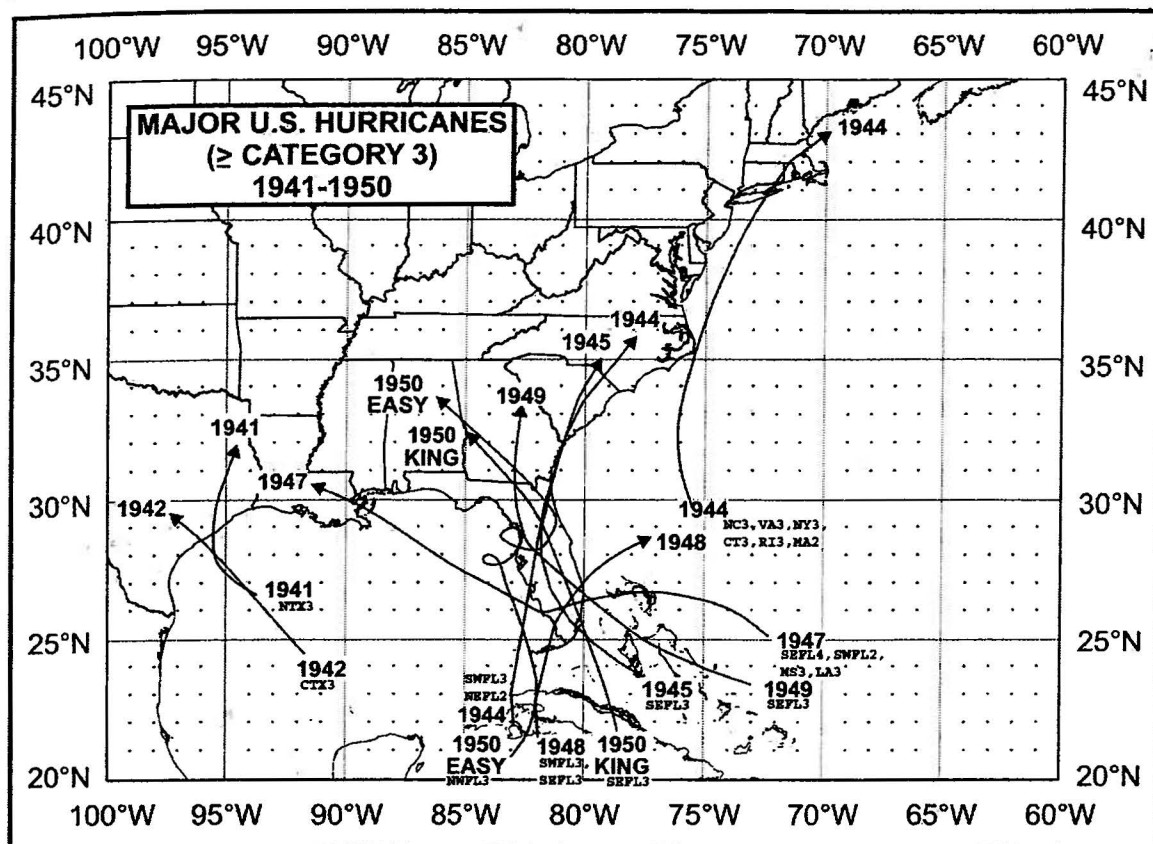 100°W 95°W 90°W 85°W 80°W 75°W 70°W 65°W 60°W
45°N 45°N
MAJOR U.S. HURRICANES
(≥ CATEGORY 3)
1941-1950
1944
40°N 40°N
1944
1945
35°N 35°N
1950
EASY
1949
1941
1950
KING
1947
1942
30°N 30°N
1944
NC3,VA3,NY3,
CT3,RI3,MA2
1948
1941
NTX3
25°N 25°N
1947
SEFL4,SWFL2,
MS3,LA3
1942
CTX3
SWFL3
NEFL2
1944
1945
SEFL3
1949
SEFL3
1950
EASY
NWFL3
1948
SWFL3,
SEFL3
1950
KING
SEFL3
20°N 20°N
100°W 95°W 90°W 85°W 80°W 75°W 70°W 65°W 60°W